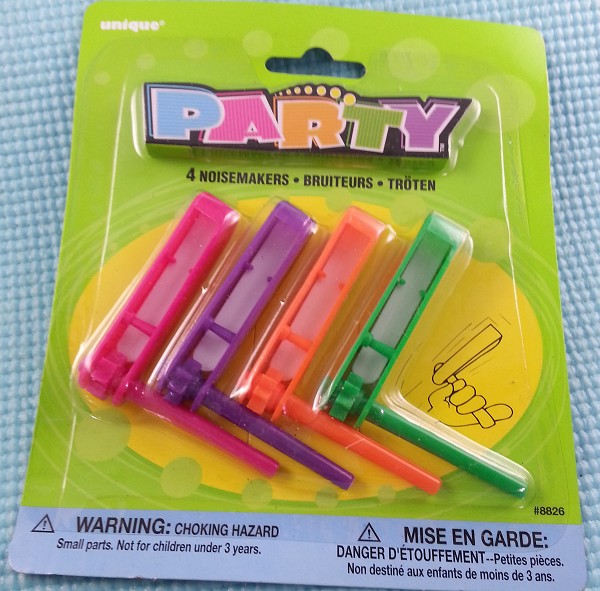 unique®
PARTY
4 NOISEMAKERS • BRUITEURS • TRÖTEN
#8826
⚠ WARNING: CHOKING HAZARD
Small parts. Not for children under 3 years.
⚠ MISE EN GARDE:
DANGER D'ÉTOUFFEMENT--Petites pièces.
Non destiné aux enfants de moins de 3 ans.